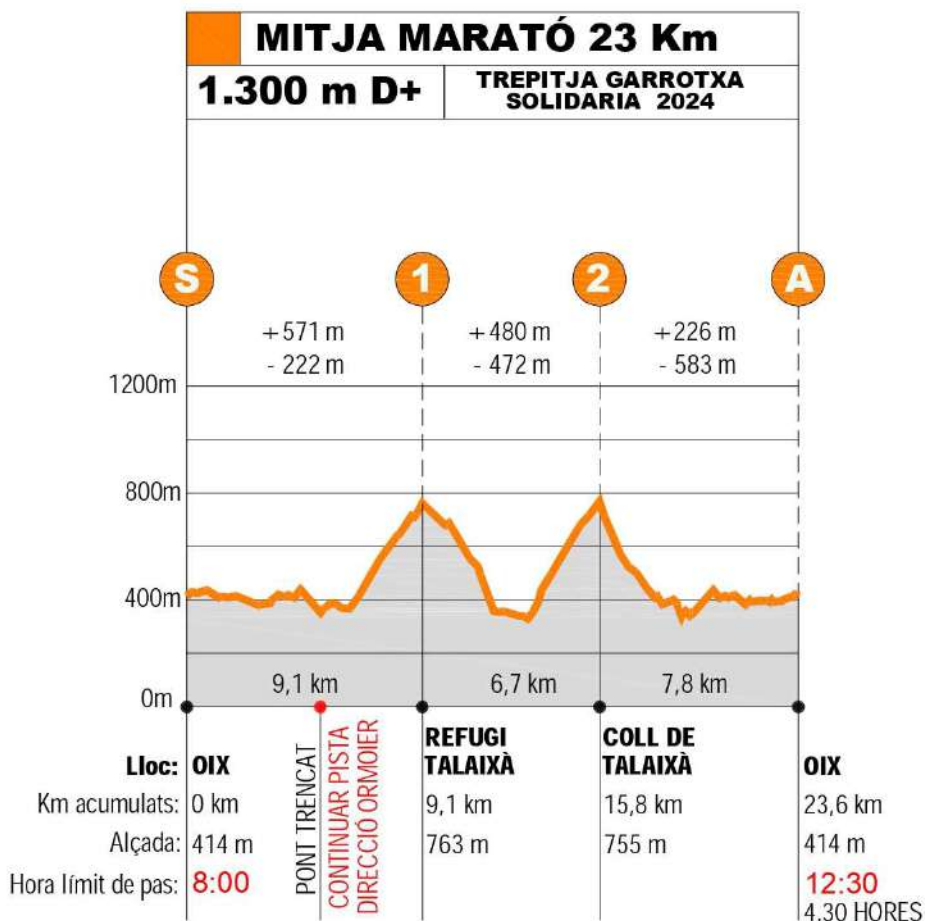 MITJA MARATÓ 23 Km
1.300 m D+
TREPITJA GARROTXA
SOLIDARIA 2024
S
1
2
A
+571 m
- 222 m
+480 m
- 472 m
+226 m
- 583 m
1200m
800m
400m
0m
9,1 km
6,7 km
7,8 km
PONT TRENCAT
CONTINUAR PISTA
DIRECCIÓ ORMOIER
REFUGI
TALAIXÀ
COLL DE
TALAIXÀ
Lloc: OIX
OIX
Km acumulats: 0 km 9,1 km 15,8 km 23,6 km
Alçada: 414 m 763 m 755 m 414 m
Hora límit de pas: 8:00 12:30
4.30 HORES